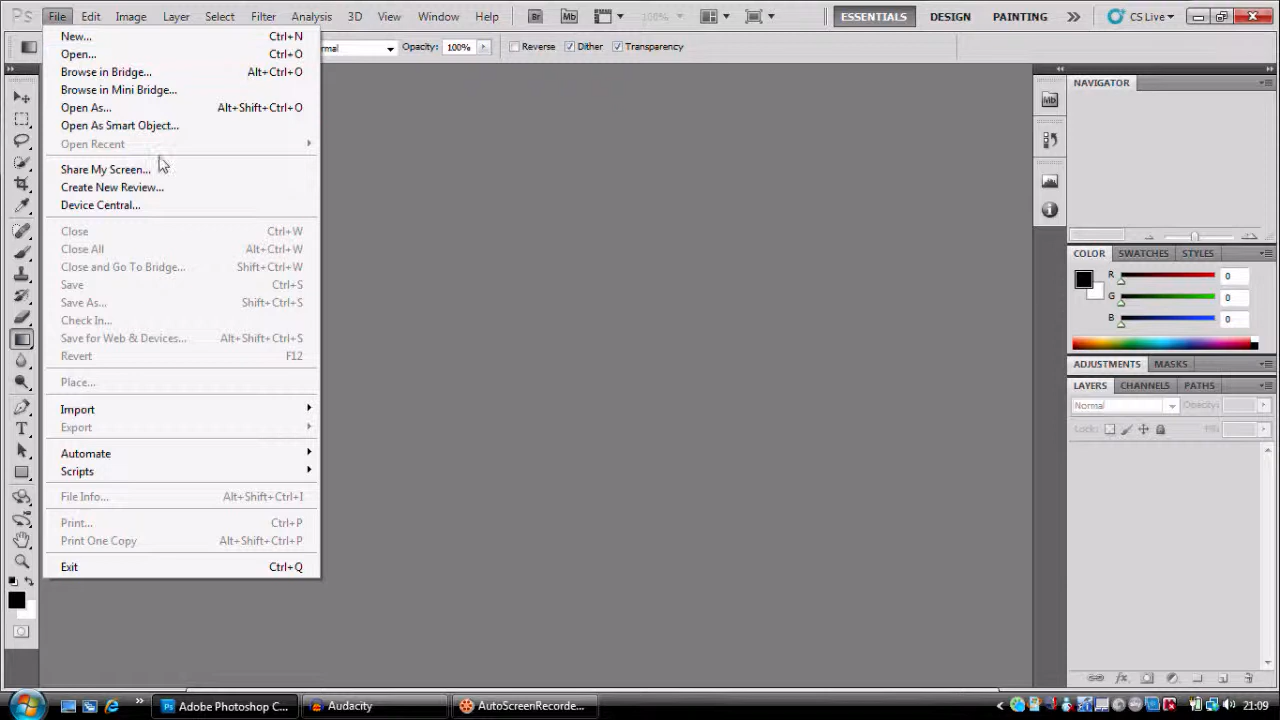 Ps File Edit Image Layer Select Filter Analysis 3D View Window Help Br Mb 100% ESSENTIALS DESIGN PAINTING CS Live
Opacity: 100% Reverse Dither Transparency
New... Ctrl+N
Open... Ctrl+O
Browse in Bridge... Alt+Ctrl+O
Browse in Mini Bridge...
Open As... Alt+Shift+Ctrl+O
Open As Smart Object...
Open Recent
Share My Screen...
Create New Review...
Device Central...
Close Ctrl+W
Close All Alt+Ctrl+W
Close and Go To Bridge... Shift+Ctrl+W
Save Ctrl+S
Save As... Shift+Ctrl+S
Check In...
Save for Web & Devices... Alt+Shift+Ctrl+S
Revert F12
Place...
Import
Export
Automate
Scripts
File Info... Alt+Shift+Ctrl+I
Print... Ctrl+P
Print One Copy Alt+Shift+Ctrl+P
Exit Ctrl+Q
Mb
NAVIGATOR
COLOR SWATCHES STYLES
R 0
G 0
B 0
ADJUSTMENTS MASKS
LAYERS CHANNELS PATHS
Normal Opacity:
Lock: Fill:
Ps Adobe Photoshop C... Audacity AutoScreenRecorde... 21:09